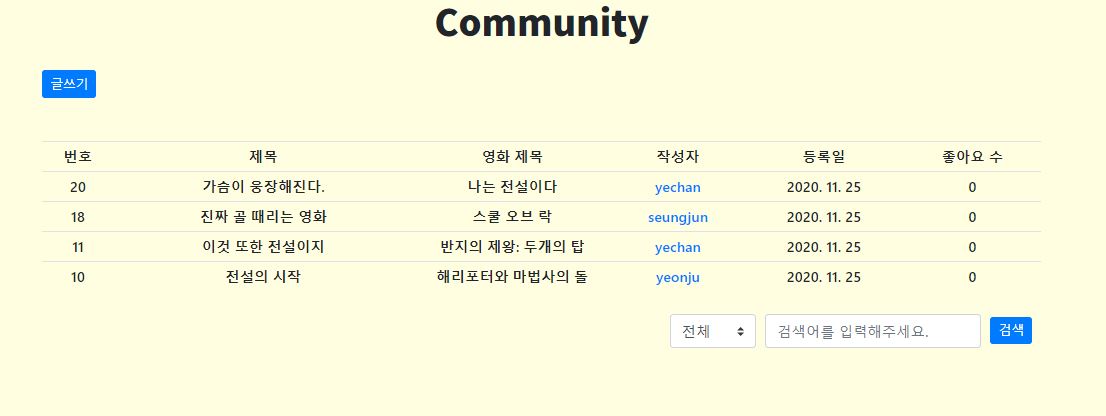 Community
글쓰기
번호 제목 영화 제목 작성자 등록일 좋아요 수
20 가슴이 웅장해진다. 나는 전설이다 yechan 2020. 11. 25 0
18 진짜 골 때리는 영화 스쿨 오브 락 seungjun 2020. 11. 25 0
11 이것 또한 전설이지 반지의 제왕: 두개의 탑 yechan 2020. 11. 25 0
10 전설의 시작 해리포터와 마법사의 돌 yeonju 2020. 11. 25 0
전체 검색어를 입력해주세요. 검색